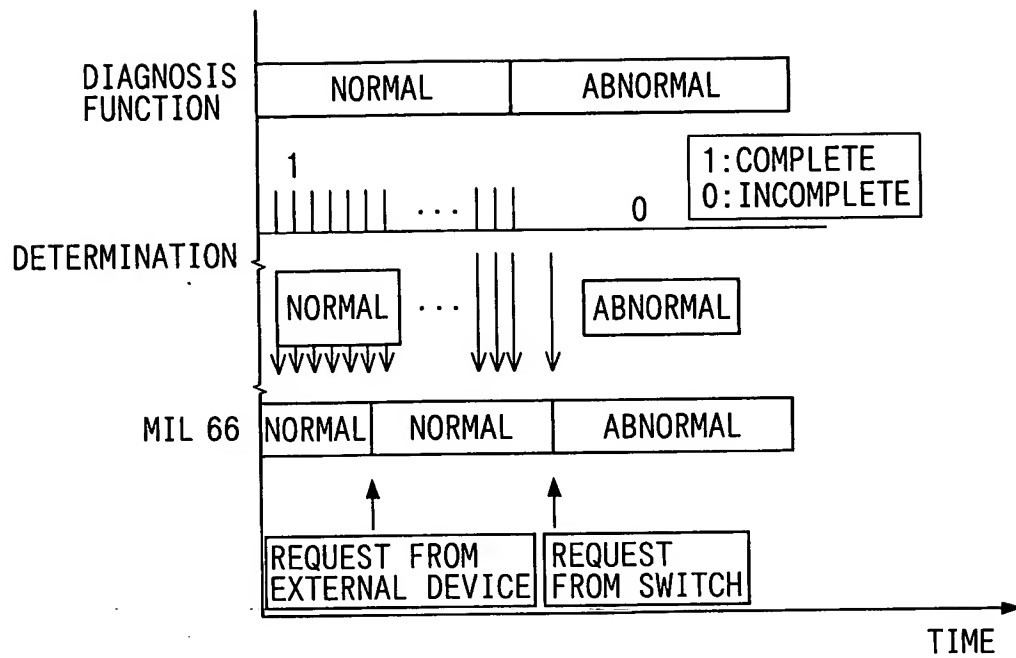 DIAGNOSIS
FUNCTION
NORMAL
ABNORMAL
1
1:COMPLETE
0:INCOMPLETE
...
0
DETERMINATION
NORMAL
...
ABNORMAL
MIL 66
NORMAL
NORMAL
ABNORMAL
REQUEST FROM
EXTERNAL DEVICE
REQUEST
FROM SWITCH
TIME